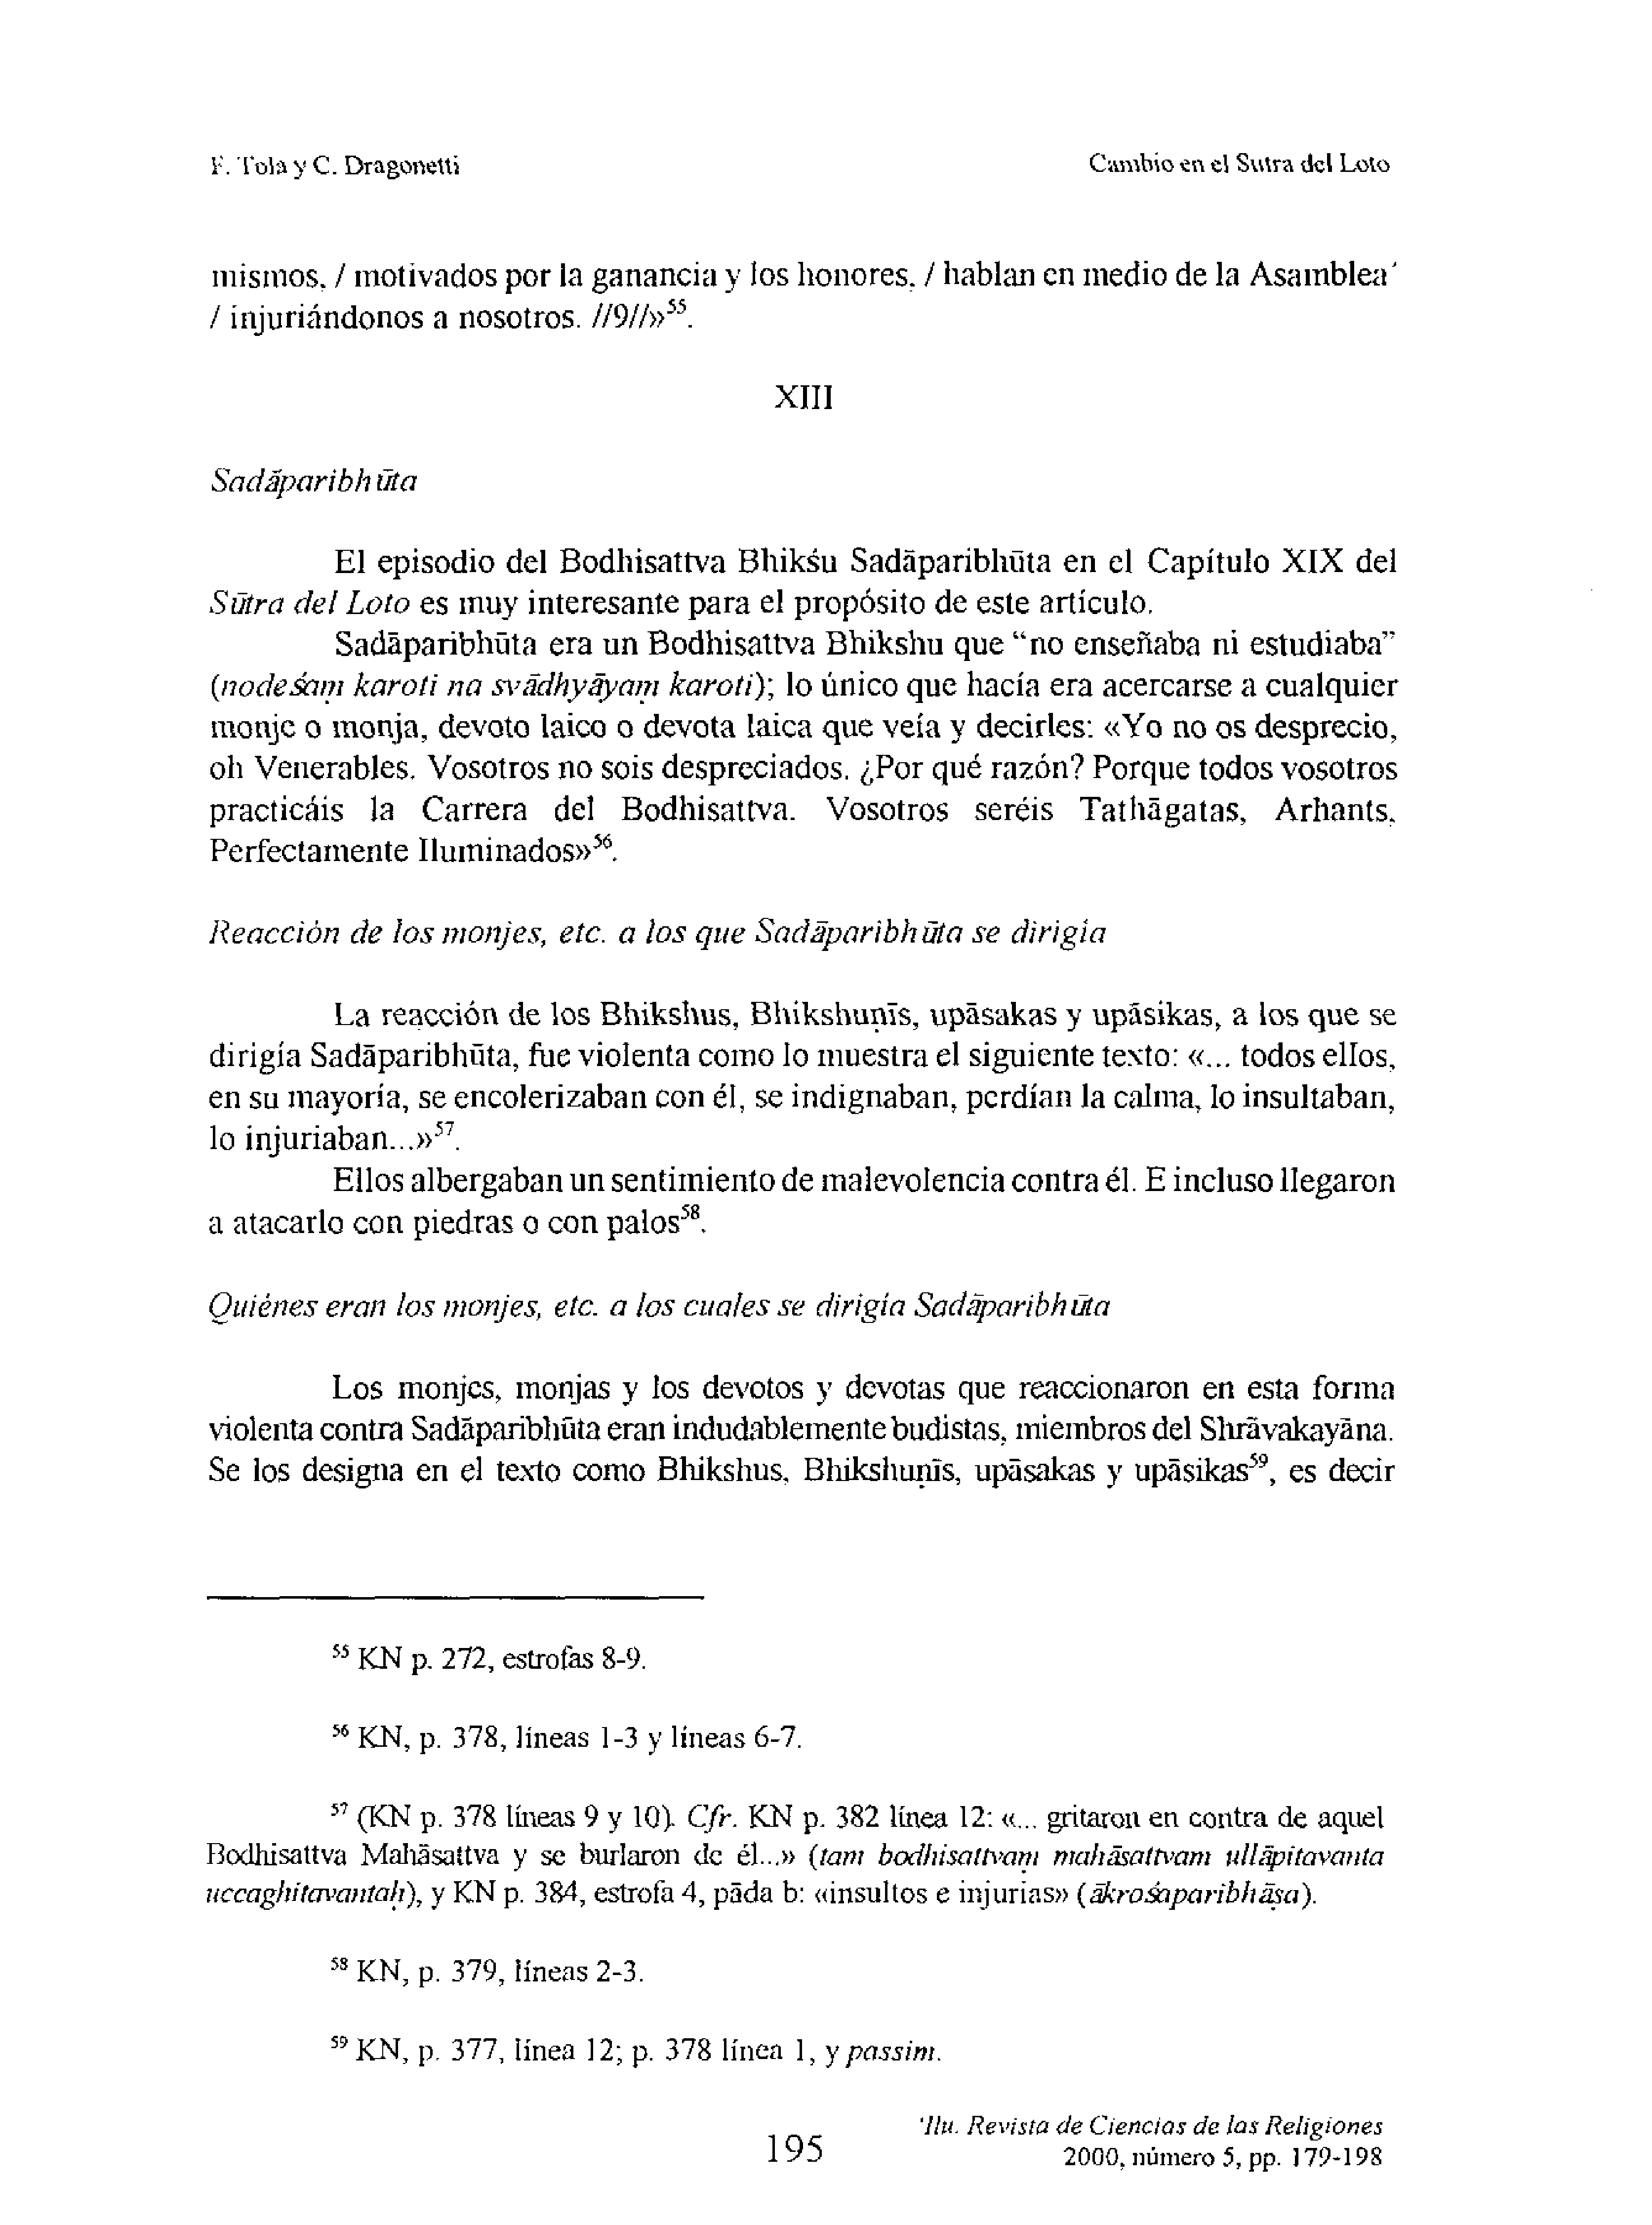 F. Tola y C. Dragonetti
Cambio en el Sutra del Loto
mismos, / motivados por la ganancia y los honores, / hablan en medio de la Asamblea'
/ injuriándonos a nosotros. //9//»⁵⁵.
XIII
Sadāparibhūta
El episodio del Bodhisattva Bhikśu Sadāparibhūta en el Capítulo XIX del
Sūtra del Loto es muy interesante para el propósito de este artículo.
Sadāparibhūta era un Bodhisattva Bhikshu que “no enseñaba ni estudiaba”
(nodeśaṃ karoti na svādhyāyaṃ karoti); lo único que hacía era acercarse a cualquier
monje o monja, devoto laico o devota laica que veía y decirles: «Yo no os desprecio,
oh Venerables. Vosotros no sois despreciados. ¿Por qué razón? Porque todos vosotros
practicáis la Carrera del Bodhisattva. Vosotros seréis Tathāgatas, Arhants,
Perfectamente Iluminados»⁵⁶.
Reacción de los monjes, etc. a los que Sadāparibhūta se dirigía
La reacción de los Bhikshus, Bhikshuṇīs, upāsakas y upāsikas, a los que se
dirigía Sadāparibhūta, fue violenta como lo muestra el siguiente texto: «... todos ellos,
en su mayoría, se encolerizaban con él, se indignaban, perdían la calma, lo insultaban,
lo injuriaban...»⁵⁷.
Ellos albergaban un sentimiento de malevolencia contra él. E incluso llegaron
a atacarlo con piedras o con palos⁵⁸.
Quiénes eran los monjes, etc. a los cuales se dirigía Sadāparibhūta
Los monjes, monjas y los devotos y devotas que reaccionaron en esta forma
violenta contra Sadāparibhūta eran indudablemente budistas, miembros del Shrāvakayāna.
Se los designa en el texto como Bhikshus, Bhikshuṇīs, upāsakas y upāsikas⁵⁹, es decir
⁵⁵ KN p. 272, estrofas 8-9.
⁵⁶ KN, p. 378, líneas 1-3 y líneas 6-7.
⁵⁷ (KN p. 378 líneas 9 y 10). Cfr. KN p. 382 línea 12: «... gritaron en contra de aquel
Bodhisattva Mahāsattva y se burlaron de él...» (taṃ bodhisattvaṃ mahāsattvam ullāpitavanta
uccagghitavantaḥ), y KN p. 384, estrofa 4, pāda b: «insultos e injurias» (ākrośaparibhāṣa).
⁵⁸ KN, p. 379, líneas 2-3.
⁵⁹ KN, p. 377, línea 12; p. 378 línea 1, y passim.
195
'Ilu. Revista de Ciencias de las Religiones
2000, número 5, pp. 179-198